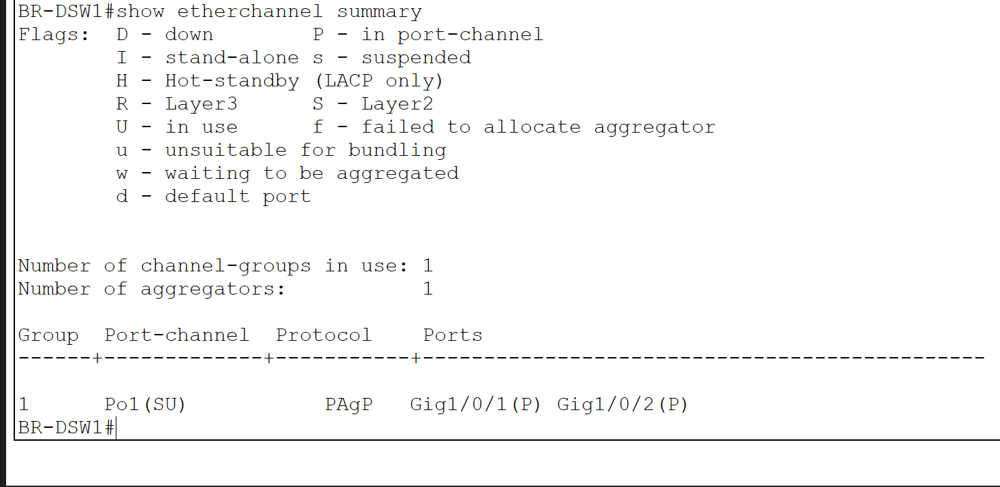 BR-DSW1#show etherchannel summary
Flags:  D - down        P - in port-channel
        I - stand-alone s - suspended
        H - Hot-standby (LACP only)
        R - Layer3      S - Layer2
        U - in use      f - failed to allocate aggregator
        u - unsuitable for bundling
        w - waiting to be aggregated
        d - default port
Number of channel-groups in use: 1
Number of aggregators:           1
Group  Port-channel  Protocol    Ports
------+-------------+-----------+----------------------------------------------
1      Po1(SU)           PAgP   Gig1/0/1(P) Gig1/0/2(P)
BR-DSW1#